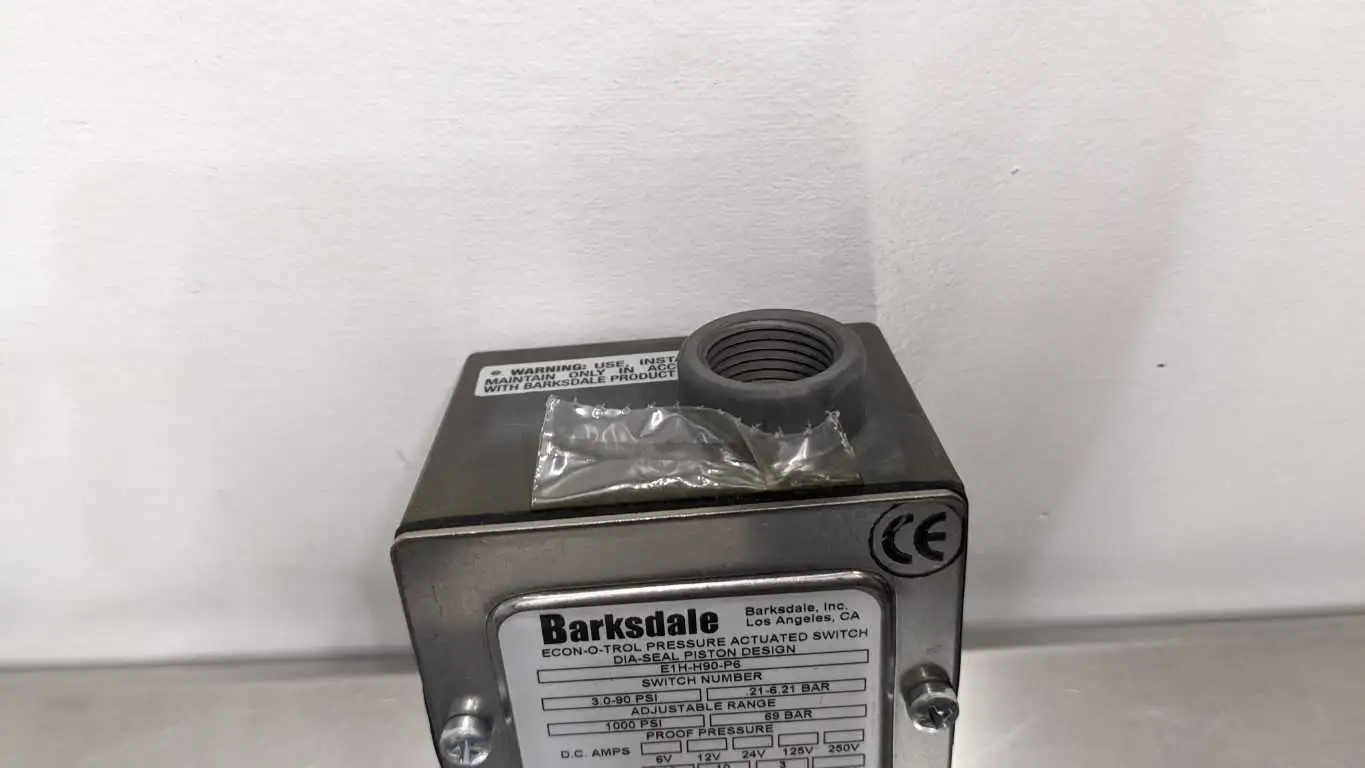 WARNING: USE, INSTA
MAINTAIN ONLY IN ACC
WITH BARKSDALE PRODUCT
CE
Barksdale
Barksdale, Inc.
Los Angeles, CA
ECON-O-TROL PRESSURE ACTUATED SWITCH
DIA-SEAL PISTON DESIGN
E1H-H90-P6
SWITCH NUMBER
3.0-90 PSI .21-6.21 BAR
ADJUSTABLE RANGE
1000 PSI 69 BAR
PROOF PRESSURE
D.C. AMPS
6V 12V 24V 125V 250V
10 3